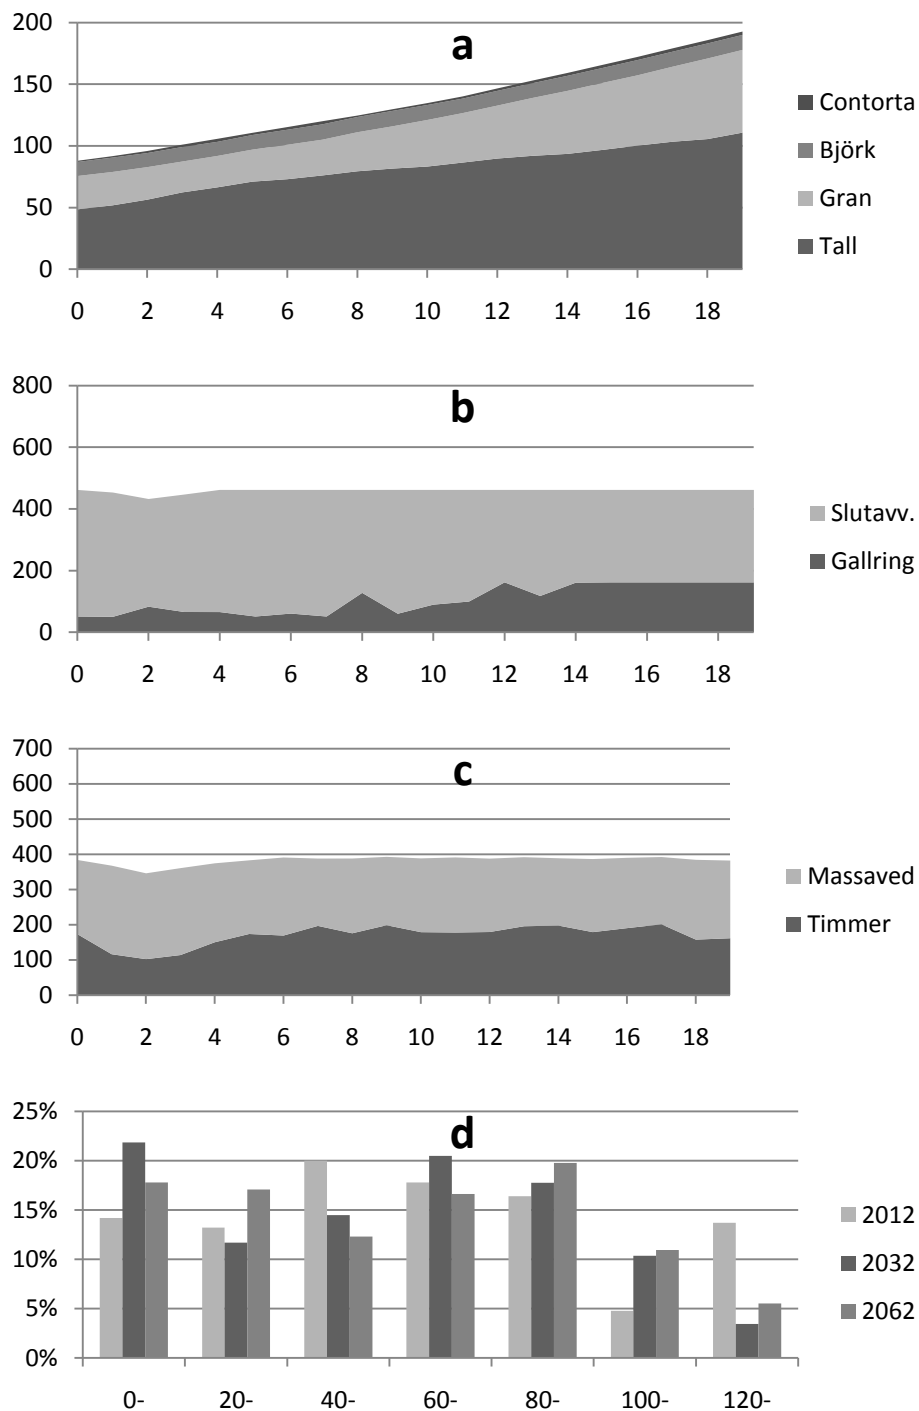 a
200
150
100
50
0
0 2 4 6 8 10 12 14 16 18
Contorta
Björk
Gran
Tall
b
800
600
400
200
0
0 2 4 6 8 10 12 14 16 18
Slutavv.
Gallring
c
700
600
500
400
300
200
100
0
0 2 4 6 8 10 12 14 16 18
Massaved
Timmer
d
25%
20%
15%
10%
5%
0%
0- 20- 40- 60- 80- 100- 120-
2012
2032
2062